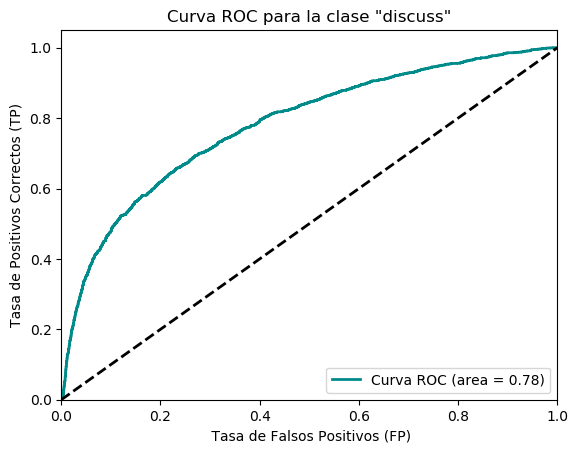 Curva ROC para la clase "discuss"
Tasa de Positivos Correctos (TP)
1.0
0.8
0.6
0.4
0.2
0.0
0.0 0.2 0.4 0.6 0.8 1.0
Tasa de Falsos Positivos (FP)
Curva ROC (area = 0.78)